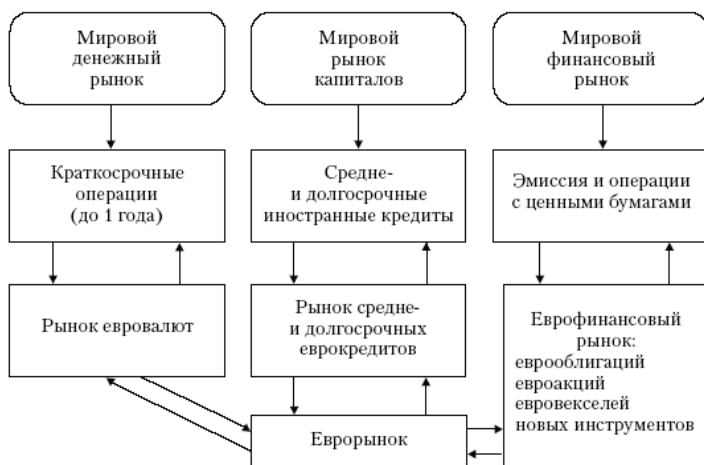 Мировой
денежный
рынок
Мировой
рынок
капиталов
Мировой
финансовый
рынок
Краткосрочные
операции
(до 1 года)
Средне-
и долгосрочные
иностранные кредиты
Эмиссия и операции
с ценными бумагами
Рынок евровалют
Рынок средне-
и долгосрочных
еврокредитов
Еврофинансовый
рынок:
еврооблигаций
евроакций
евровекселей
новых инструментов
Еврорынок